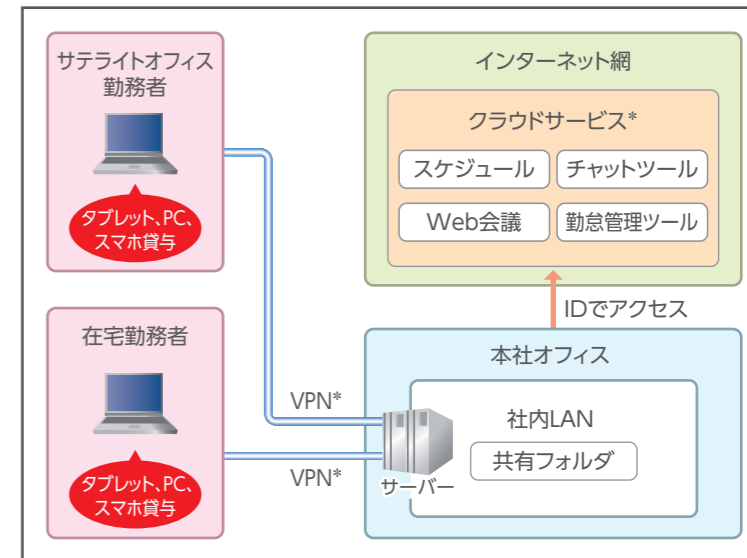 サテライトオフィス
勤務者
タブレット、PC、
スマホ貸与
インターネット網
クラウドサービス*
スケジュール
チャットツール
Web会議
勤怠管理ツール
IDでアクセス
在宅勤務者
タブレット、PC、
スマホ貸与
VPN*
VPN*
本社オフィス
社内LAN
共有フォルダ
サーバー